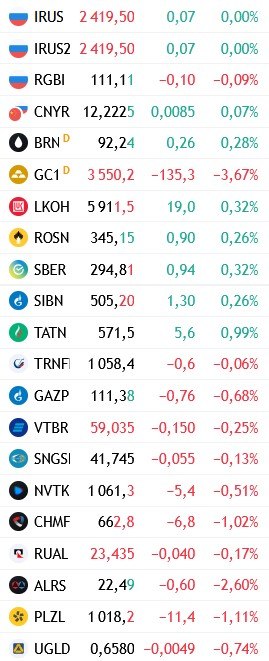 IRUS 2 419,50 0,07 0,00%
IRUS2 2 419,50 0,07 0,00%
RGBI 111,11 −0,10 −0,09%
CNYR 12,2225 0,0085 0,07%
BRN D 92,24 0,26 0,28%
GC1 D 3 550,2 −135,3 −3,67%
LKOH 5 911,5 19,0 0,32%
ROSN 345,15 0,90 0,26%
SBER 294,81 0,94 0,32%
SIBN 505,20 1,30 0,26%
TATN 571,5 5,6 0,99%
TRNF 1 058,4 −0,6 −0,06%
GAZP 111,38 −0,76 −0,68%
VTBR 59,035 −0,150 −0,25%
SNGS 41,745 −0,055 −0,13%
NVTK 1 061,3 −5,4 −0,51%
CHMF 662,8 −6,8 −1,02%
RUAL 23,435 −0,040 −0,17%
ALRS 22,49 −0,60 −2,60%
PLZL 1 018,2 −11,4 −1,11%
UGLD 0,6580 −0,0049 −0,74%